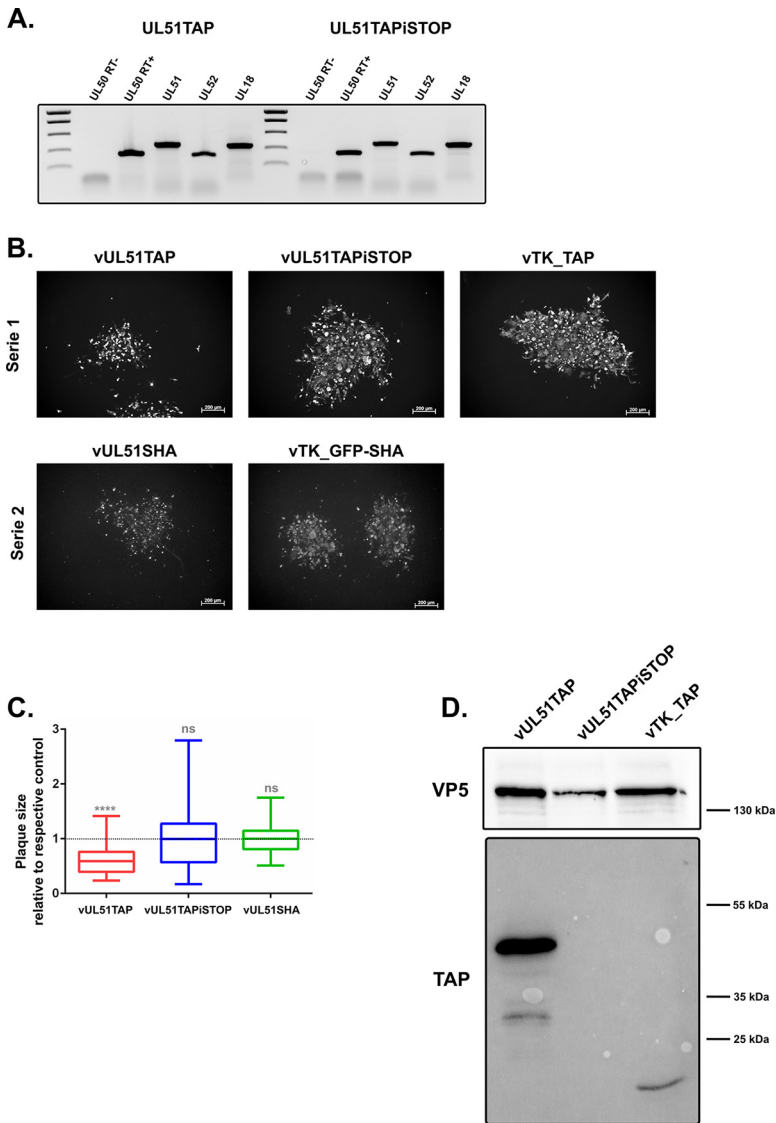 A.
UL51TAP
UL51TAPiSTOP
UL50 RT-
UL50 RT+
UL51
UL52
UL18
UL50 RT-
UL50 RT+
UL51
UL52
UL18
B.
vUL51TAP
vUL51TAPiSTOP
vTK_TAP
Serie 1
200 µm
200 µm
200 µm
vUL51SHA
vTK_GFP-SHA
Serie 2
200 µm
200 µm
C.
Plaque size
relative to respective control
3
2
1
0
****
ns
ns
vUL51TAP
vUL51TAPiSTOP
vUL51SHA
D.
vUL51TAP
vUL51TAPiSTOP
vTK_TAP
VP5
130 kDa
TAP
55 kDa
35 kDa
25 kDa